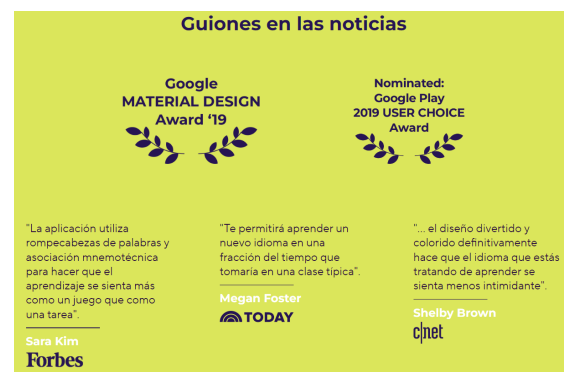 Guiones en las noticias
Google
MATERIAL DESIGN
Award ‘19
Nominated:
Google Play
2019 USER CHOICE
Award
"La aplicación utiliza
rompecabezas de palabras y
asociación mnemotécnica
para hacer que el
aprendizaje se sienta más
como un juego que como
una tarea".
Sara Kim
Forbes
"Te permitirá aprender un
nuevo idioma en una
fracción del tiempo que
tomaría en una clase típica".
Megan Foster
TODAY
"... el diseño divertido y
colorido definitivamente
hace que el idioma que estás
tratando de aprender se
sienta menos intimidante".
Shelby Brown
c|net